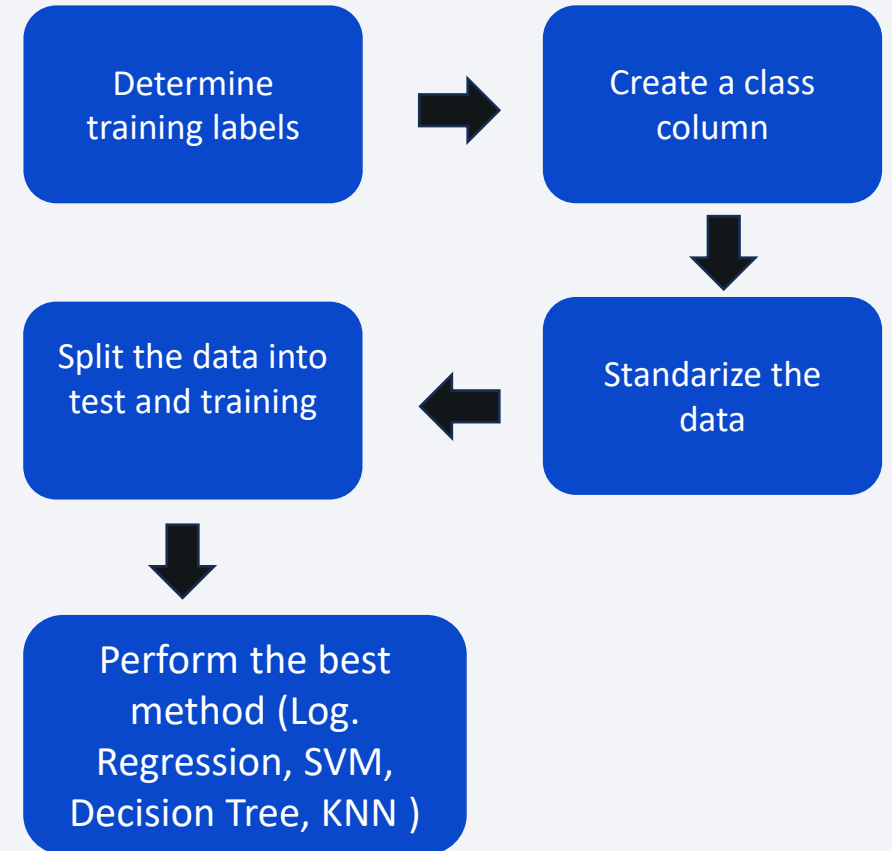 Determine
training labels
Create a class
column
Standarize the
data
Split the data into
test and training
Perform the best
method (Log.
Regression, SVM,
Decision Tree, KNN )